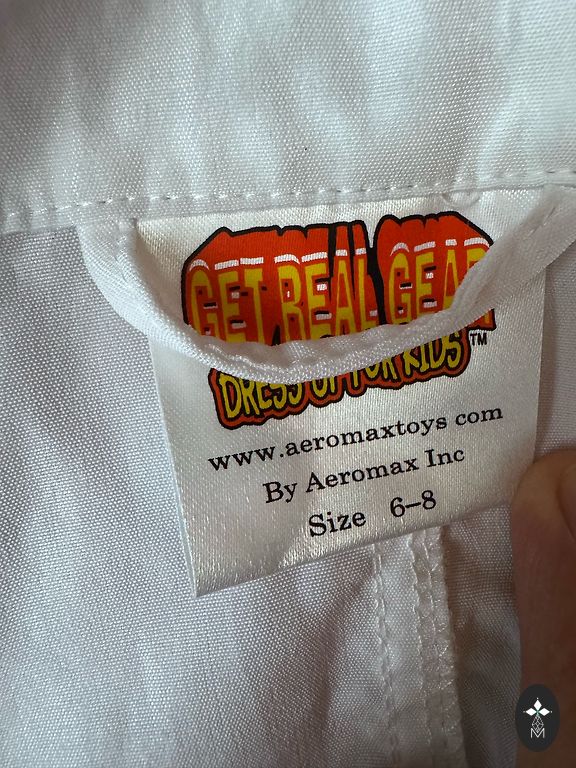 GET REAL GEAR
DRESS UP FOR KIDS™
www.aeromaxtoys com
By Aeromax Inc
Size 6–8
M